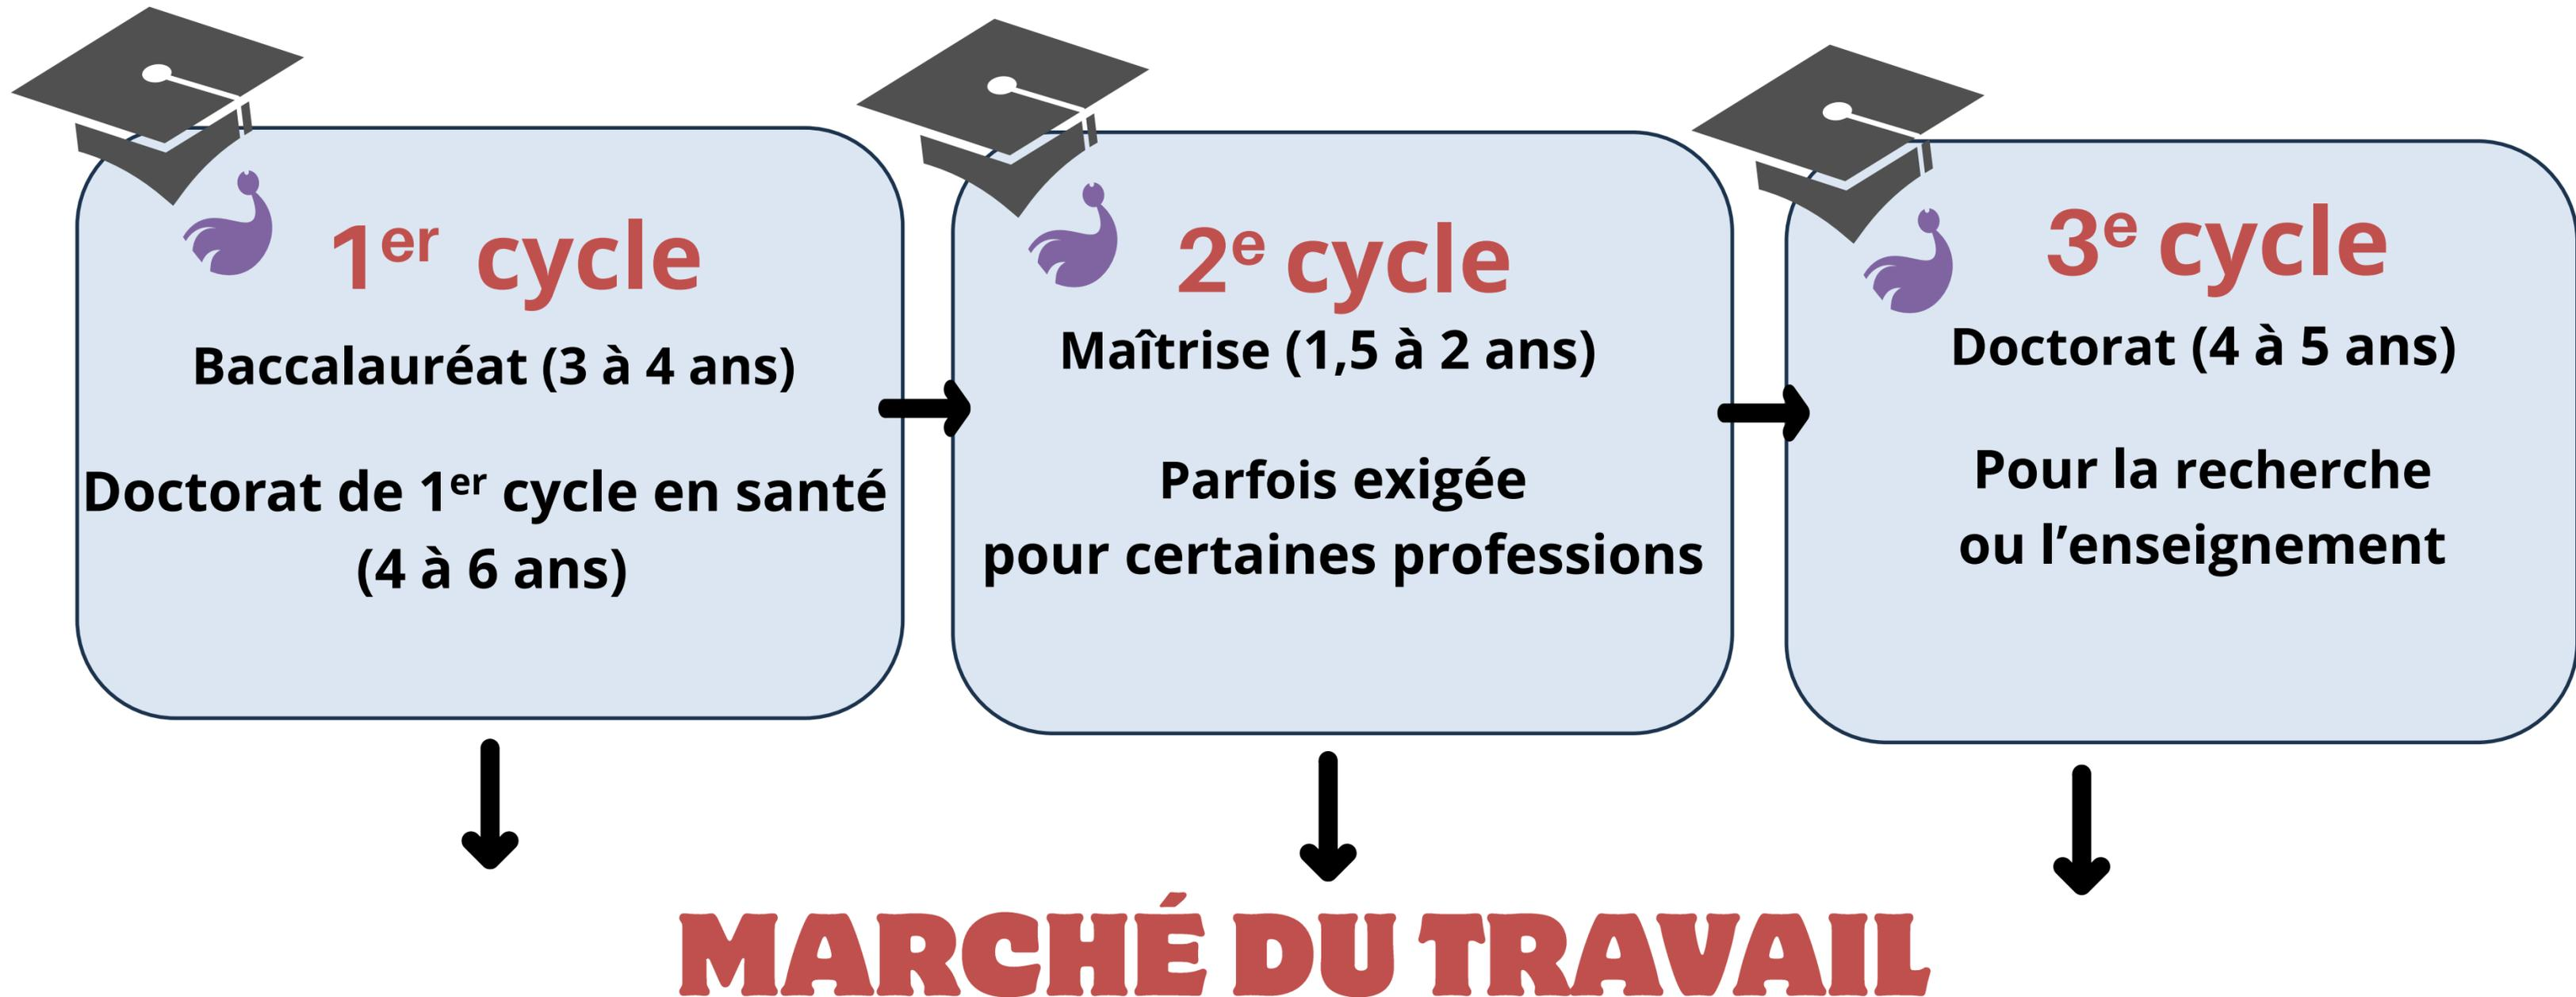 1er cycle
Baccalauréat (3 à 4 ans)
Doctorat de 1er cycle en santé
(4 à 6 ans)
2e cycle
Maîtrise (1,5 à 2 ans)
Parfois exigée
pour certaines professions
3e cycle
Doctorat (4 à 5 ans)
Pour la recherche
ou l’enseignement
MARCHÉ DU TRAVAIL